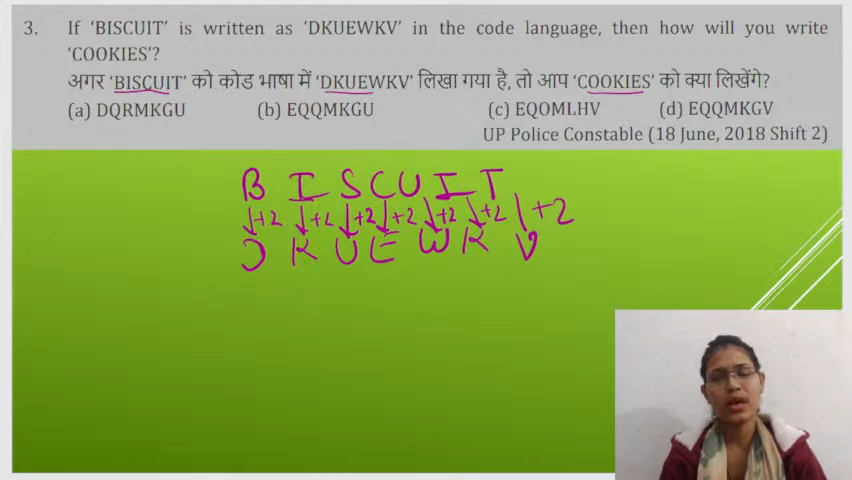 3. If ‘BISCUIT’ is written as ‘DKUEWKV’ in the code language, then how will you write
‘COOKIES’?
अगर ‘BISCUIT’ को कोड भाषा में ‘DKUEWKV’ लिखा गया है, तो आप ‘COOKIES’ को क्या लिखेंगे?
(a) DQRMKGU (b) EQQMKGU (c) EQOMLHV (d) EQQMKGV
UP Police Constable (18 June, 2018 Shift 2)
B I S C U I T
+2 +2 +2 +2 +2 +2 +2
D K U E W K V